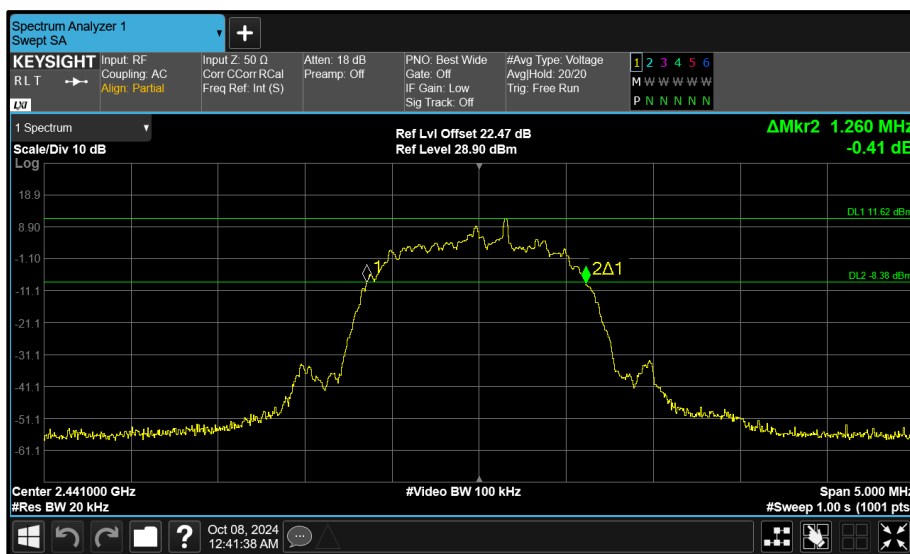 Spectrum Analyzer 1
Swept SA
KEYSIGHT
RLT
LXI
Input: RF
Coupling: AC
Align: Partial
Input Z: 50 Ω
Corr CCorr RCal
Freq Ref: Int (S)
Atten: 18 dB
Preamp: Off
PNO: Best Wide
Gate: Off
IF Gain: Low
Sig Track: Off
#Avg Type: Voltage
Avg|Hold: 20/20
Trig: Free Run
1 2 3 4 5 6
M W W W W W
P N N N N N
1 Spectrum
Scale/Div 10 dB
Ref Lvl Offset 22.47 dB
Ref Level 28.90 dBm
ΔMkr2 1.260 MHz
-0.41 dB
Log
18.9
8.90
-1.10
-11.1
-21.1
-31.1
-41.1
-51.1
-61.1
DL1 11.62 dBm
DL2 -8.38 dBm
1
2Δ1
Center 2.441000 GHz
#Res BW 20 kHz
#Video BW 100 kHz
Span 5.000 MHz
#Sweep 1.00 s (1001 pts
?
Oct 08, 2024
12:41:38 AM